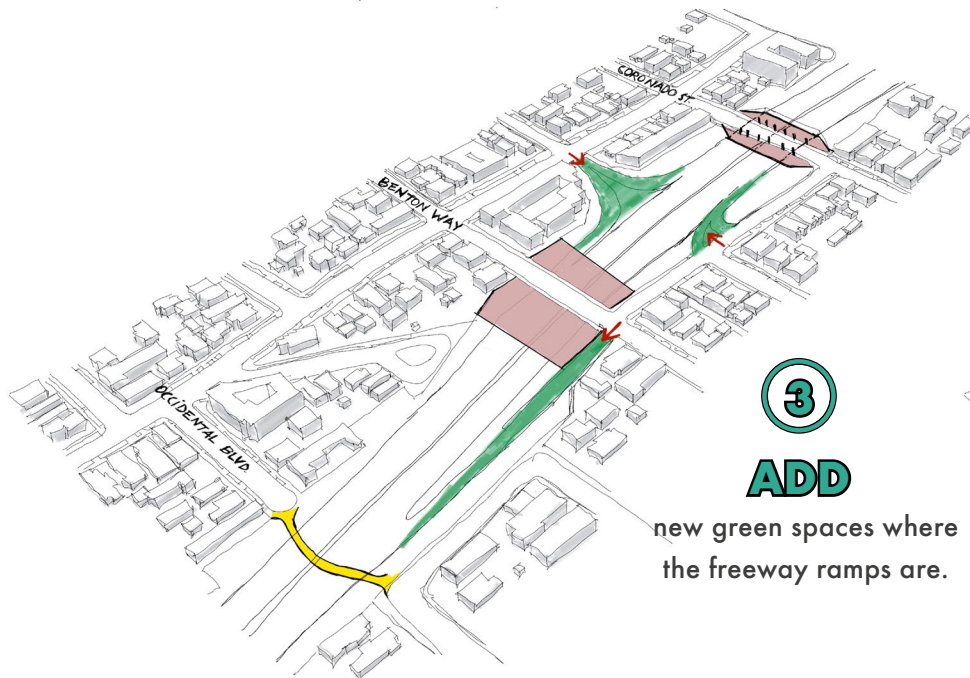 CORONADO ST.
BENTON WAY
OCCIDENTAL BLVD.
3
ADD
new green spaces where
the freeway ramps are.